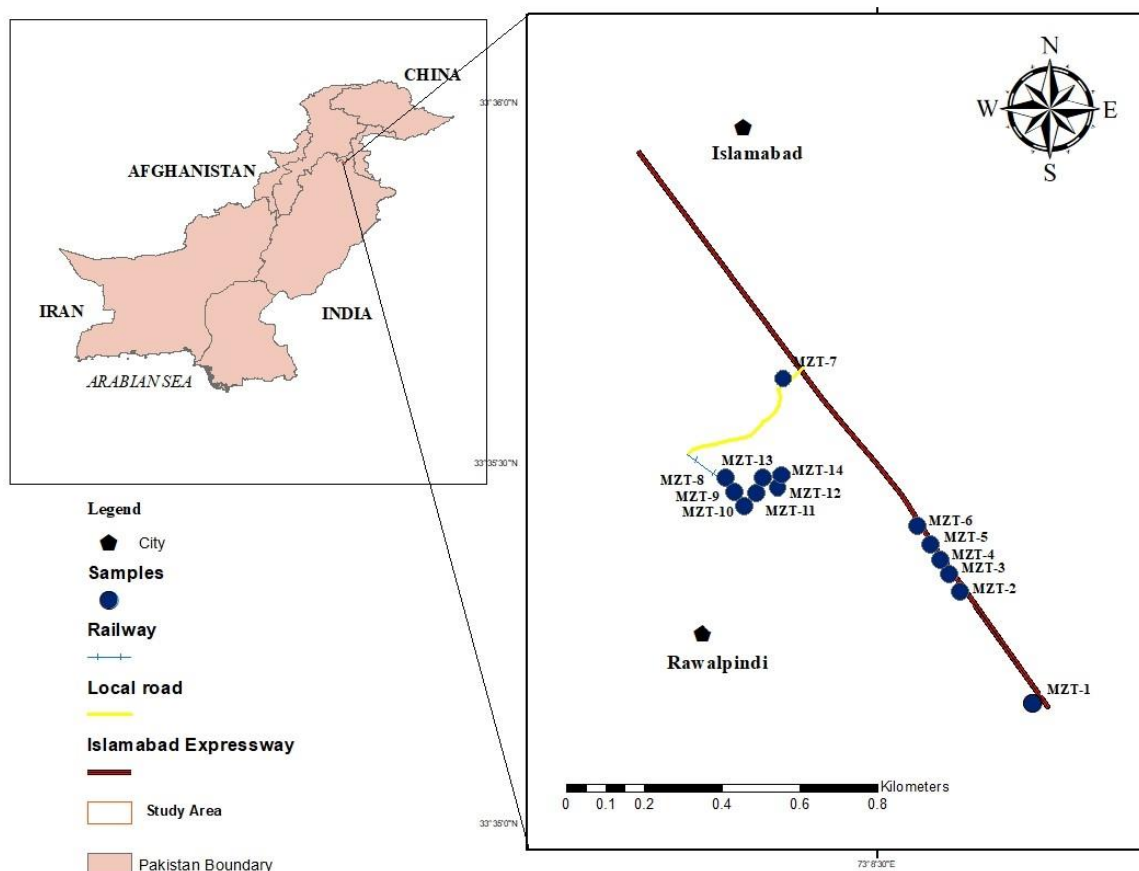 CHINA
AFGHANISTAN
IRAN
INDIA
ARABIAN SEA
Legend
City
Samples
Railway
Local road
Islamabad Expressway
Study Area
Pakistan Boundary
33°36'0"N
33°35'30"N
33°35'0"N
73°8'30"E
N
W
E
S
Islamabad
MZT-7
MZT-13
MZT-14
MZT-8
MZT-9
MZT-12
MZT-10
MZT-11
MZT-6
MZT-5
MZT-4
MZT-3
MZT-2
Rawalpindi
MZT-1
Kilometers
0 0.1 0.2 0.4 0.6 0.8